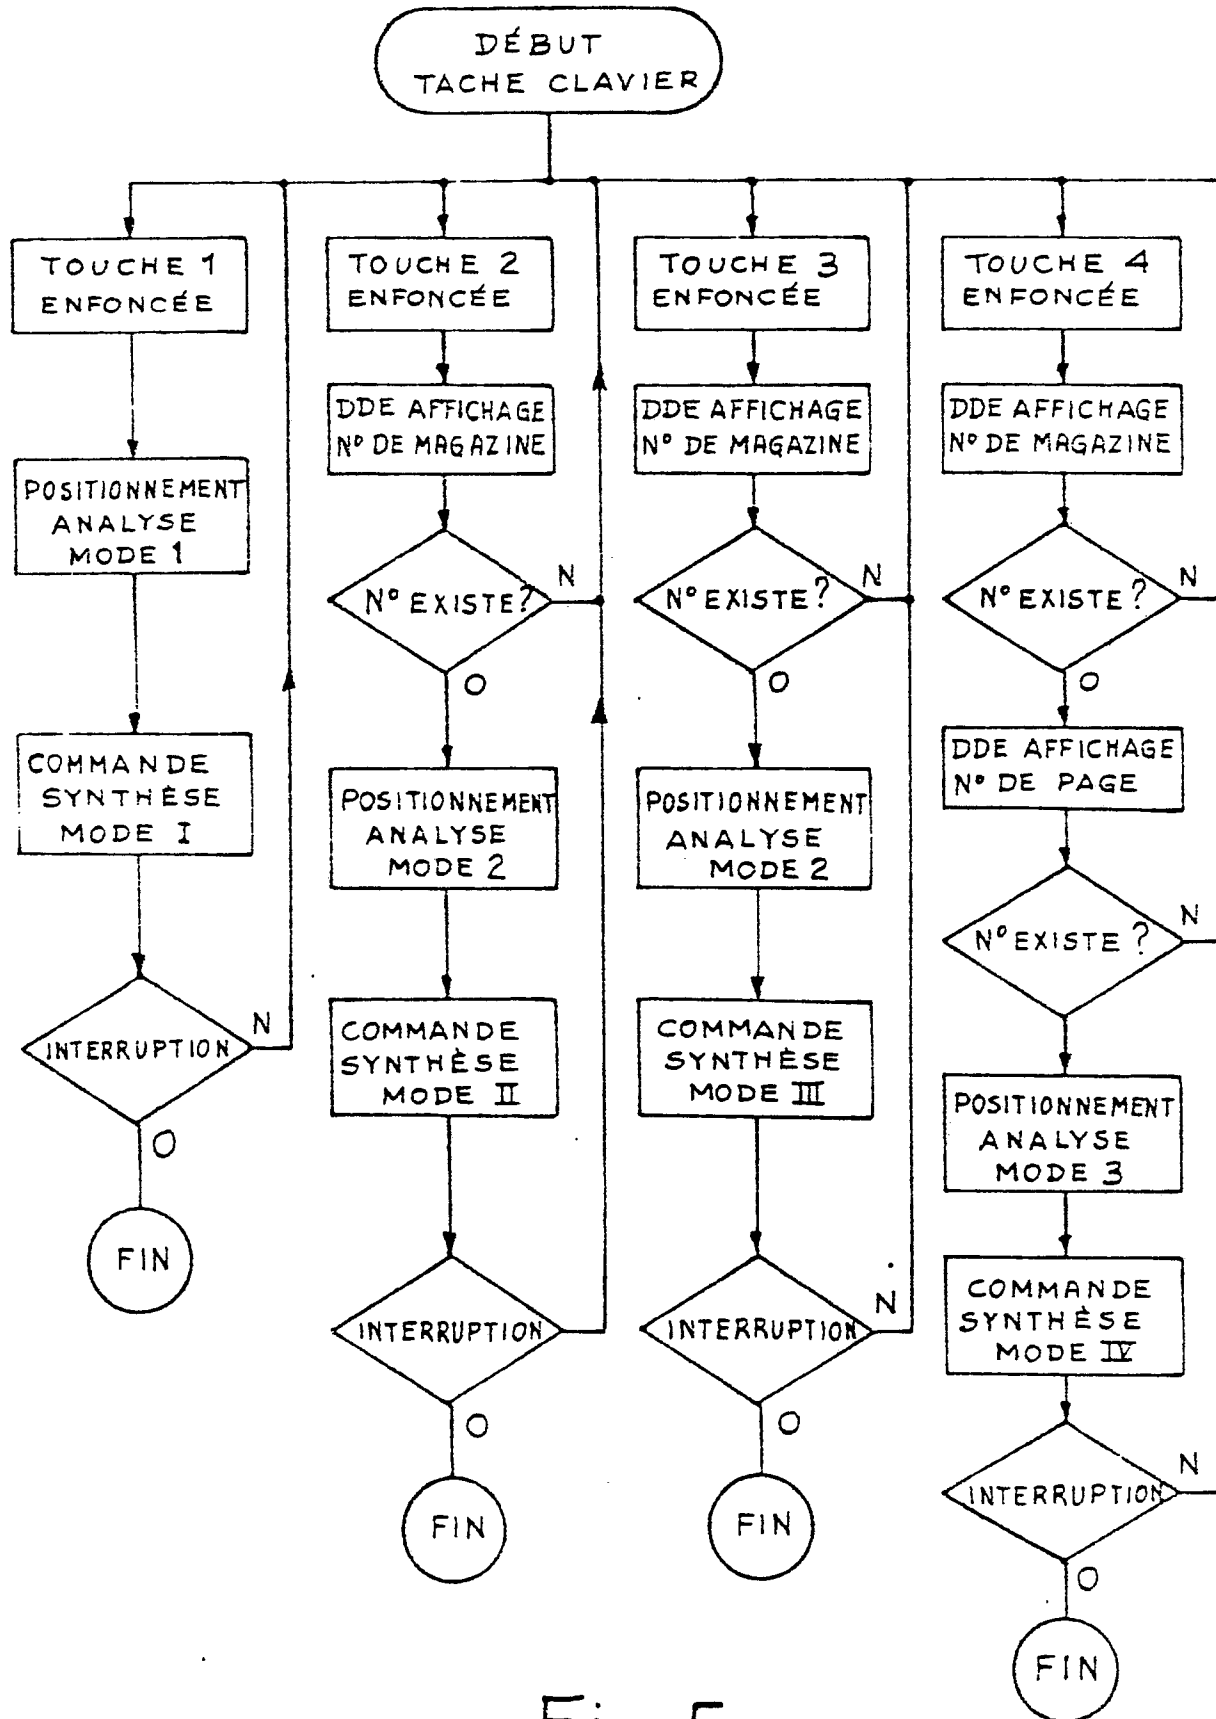 DÉBUT
TACHE CLAVIER
TOUCHE 1
ENFONCÉE
POSITIONNEMENT
ANALYSE
MODE 1
COMMANDE
SYNTHÈSE
MODE I
INTERRUPTION
N
O
FIN
TOUCHE 2
ENFONCÉE
DDE AFFICHAGE
N° DE MAGAZINE
N° EXISTE?
N
O
POSITIONNEMENT
ANALYSE
MODE 2
COMMANDE
SYNTHÈSE
MODE II
INTERRUPTION
O
FIN
TOUCHE 3
ENFONCÉE
DDE AFFICHAGE
N° DE MAGAZINE
N° EXISTE?
N
O
POSITIONNEMENT
ANALYSE
MODE 2
COMMANDE
SYNTHÈSE
MODE III
INTERRUPTION
N
O
FIN
TOUCHE 4
ENFONCÉE
DDE AFFICHAGE
N° DE MAGAZINE
N° EXISTE?
N
O
DDE AFFICHAGE
N° DE PAGE
N° EXISTE?
N
POSITIONNEMENT
ANALYSE
MODE 3
COMMANDE
SYNTHÈSE
MODE IV
INTERRUPTION
N
O
FIN